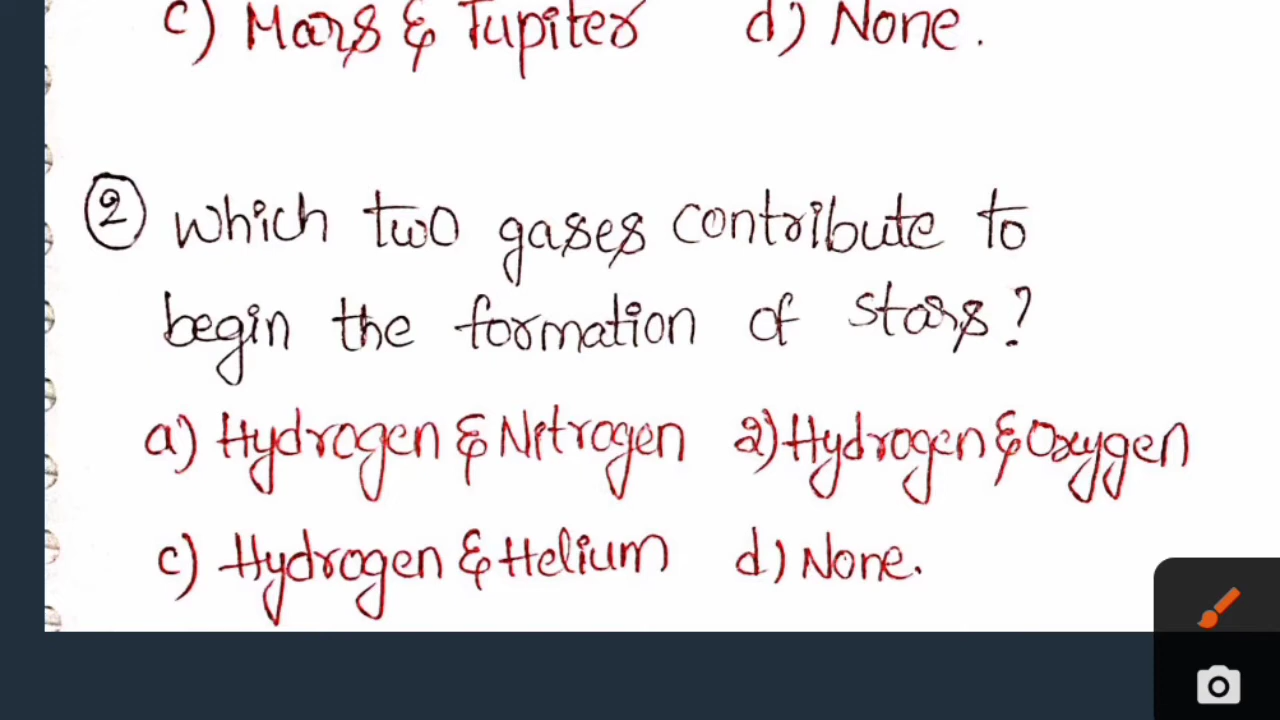 c) Mars & Jupiter d) None.
② Which two gases contribute to
begin the formation of stars?
a) Hydrogen & Nitrogen 2) Hydrogen & Oxygen
c) Hydrogen & Helium d) None.